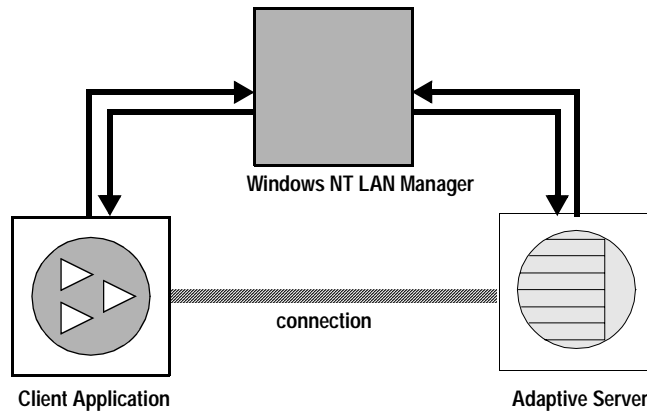 Windows NT LAN Manager
connection
Client Application
Adaptive Server